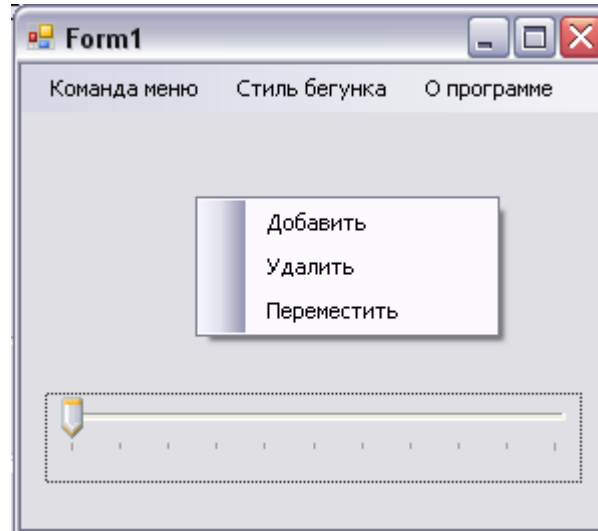 Form1
Команда меню Стиль бегунка О программе
Добавить
Удалить
Переместить